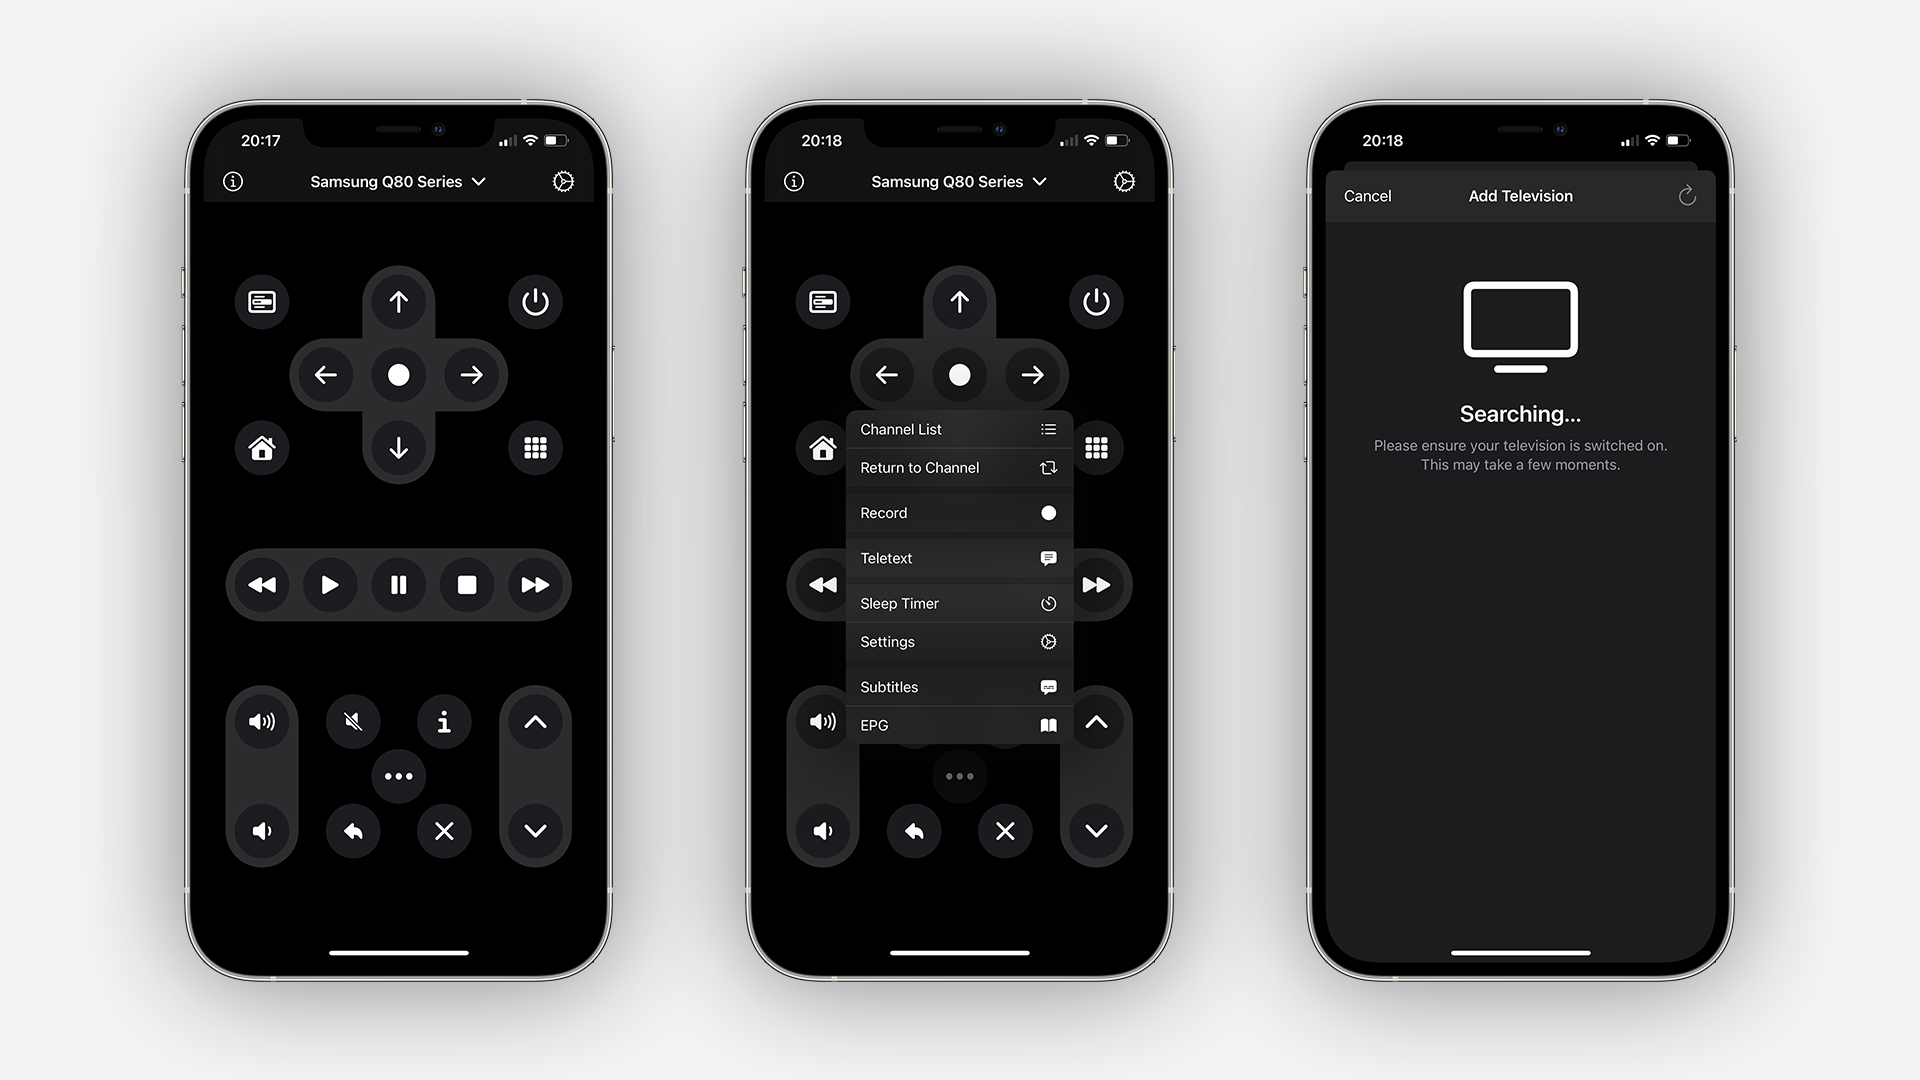 20:17
Samsung Q80 Series
20:18
Samsung Q80 Series
Channel List
Return to Channel
Record
Teletext
Sleep Timer
Settings
Subtitles
EPG
20:18
Cancel
Add Television
Searching...
Please ensure your television is switched on.
This may take a few moments.